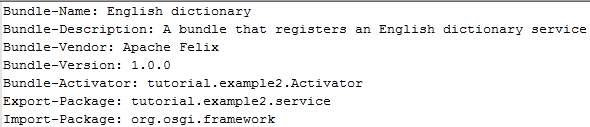 Bundle-Name: English dictionary
Bundle-Description: A bundle that registers an English dictionary service
Bundle-Vendor: Apache Felix
Bundle-Version: 1.0.0
Bundle-Activator: tutorial.example2.Activator
Export-Package: tutorial.example2.service
Import-Package: org.osgi.framework